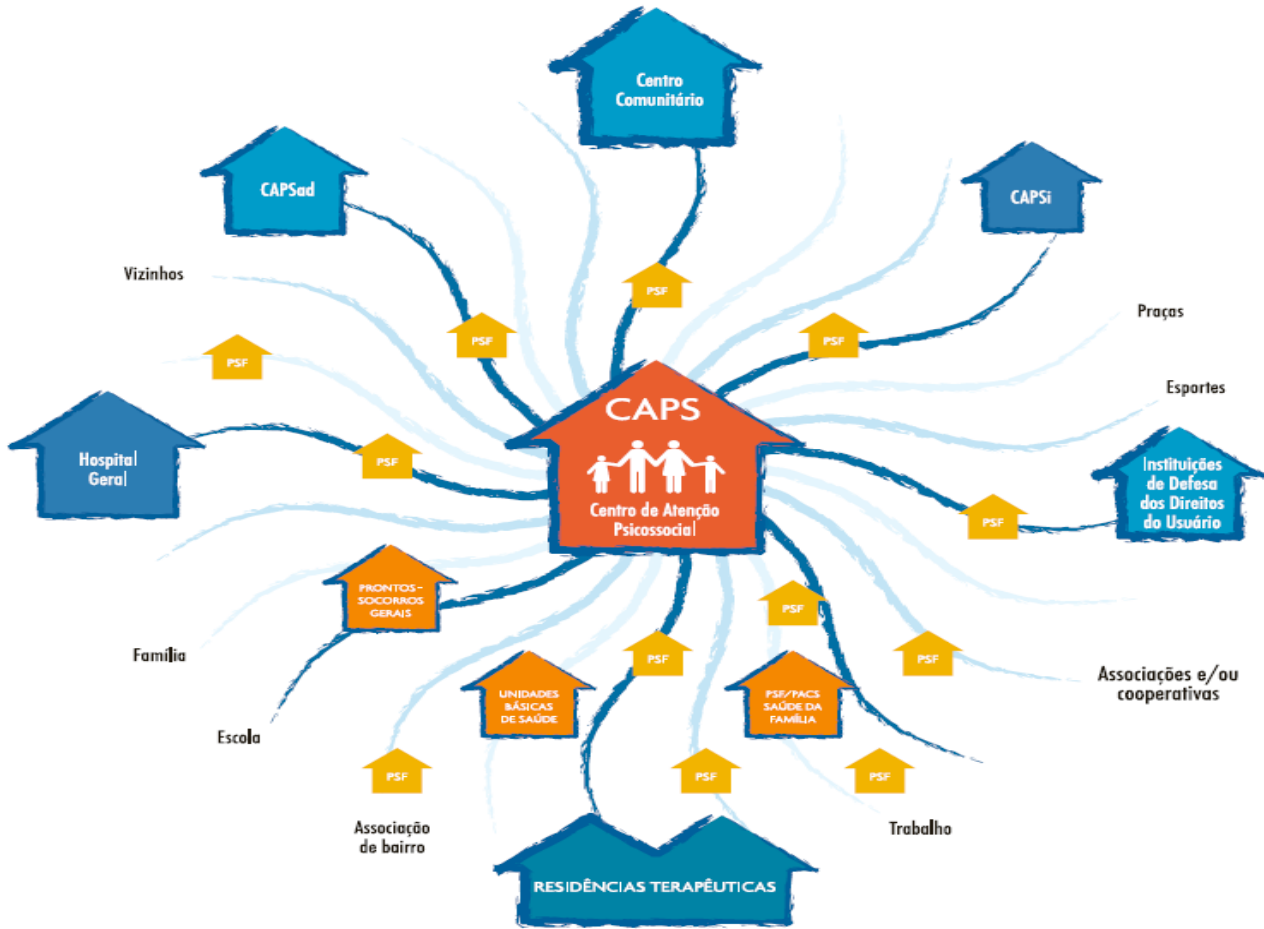 Centro
Comunitário
CAPSad
CAPSi
Vizinhos
PSF
PSF
PSF
PSF
Praças
PSF
Esportes
CAPS
Centro de Atenção
Psicossocial
Hospital
Geral
PSF
Instituições
de Defesa
dos Direitos
do Usuário
PSF
PRONTOS-
SOCORROS
GERAIS
PSF
Família
PSF
PSF
Associações e/ou
cooperativas
UNIDADES
BÁSICAS
DE SAÚDE
PSF/PACS
SAÚDE DA
FAMÍLIA
Escola
PSF
PSF
PSF
Associação
de bairro
Trabalho
RESIDÊNCIAS TERAPÊUTICAS